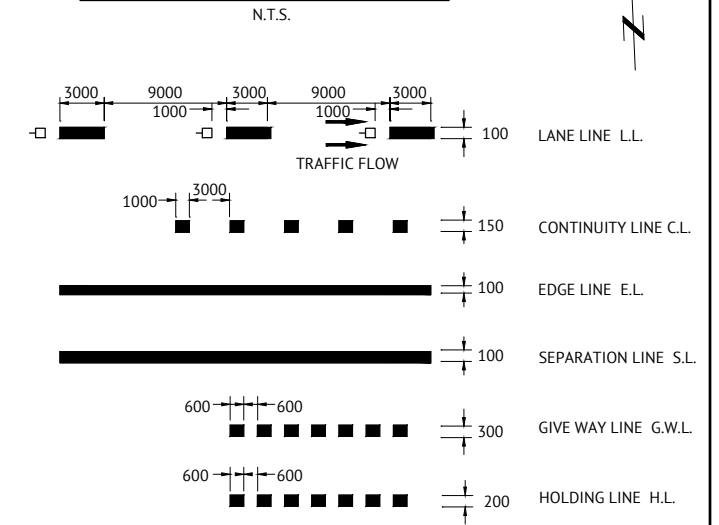 N.T.S.
3000 9000 3000 9000 3000
1000 1000
100 LANE LINE L.L.
TRAFFIC FLOW
1000 3000
150 CONTINUITY LINE C.L.
100 EDGE LINE E.L.
100 SEPARATION LINE S.L.
600 600
300 GIVE WAY LINE G.W.L.
600 600
200 HOLDING LINE H.L.